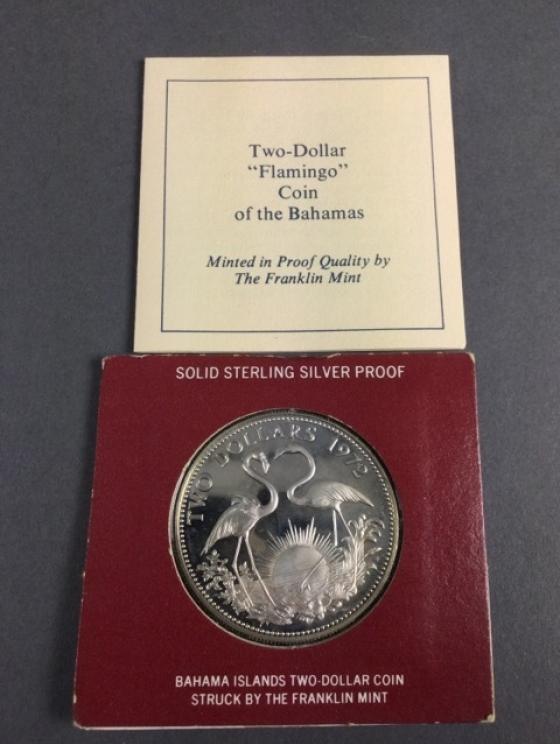 Two-Dollar
“Flamingo”
Coin
of the Bahamas
Minted in Proof Quality by
The Franklin Mint
SOLID STERLING SILVER PROOF
TWO DOLLARS 1972
BAHAMA ISLANDS TWO-DOLLAR COIN
STRUCK BY THE FRANKLIN MINT